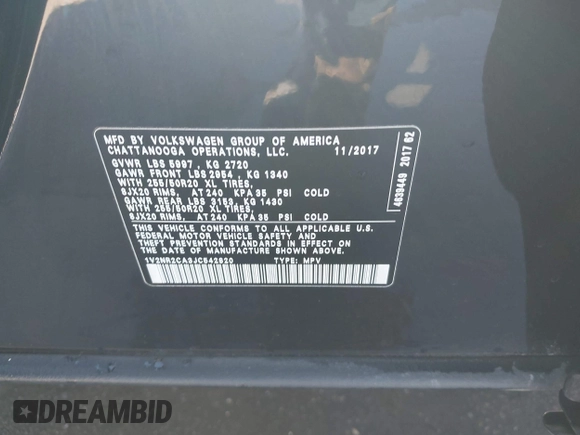 MFD BY VOLKSWAGEN GROUP OF AMERICA
CHATTANOOGA OPERATIONS, LLC. 11/2017
GVWR LBS 5997 , KG 2720
GAWR FRONT LBS 2954 , KG 1340
WITH 255/50R20 XL TIRES,
8JX20 RIMS, AT 240 KPA 35 PSI COLD
GAWR REAR LBS 3153, KG 1430
WITH 255/50R20 XL TIRES,
8JX20 RIMS, AT 240 KPA 35 PSI COLD
THIS VEHICLE CONFORMS TO ALL APPLICABLE U.S.
FEDERAL MOTOR VEHICLE SAFETY, BUMPER, AND
THEFT PREVENTION STANDARDS IN EFFECT ON
THE DATE OF MANUFACTURE SHOWN ABOVE.
1V2NR2CA3JC542620 TYPE: MPV
4639449 2017 62
DREAMBID